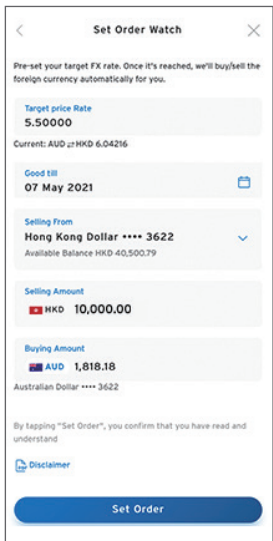 Set Order Watch
Pre-set your target FX rate. Once it's reached, we'll buy/sell the
foreign currency automatically for you.
Target price Rate
5.50000
Current: AUD ⇄ HKD 6.04216
Good till
07 May 2021
Selling From
Hong Kong Dollar •••• 3622
Available Balance HKD 40,500.79
Selling Amount
HKD 10,000.00
Buying Amount
AUD 1,818.18
Australian Dollar •••• 3622
By tapping "Set Order", you confirm that you have read and
understand
Disclaimer
Set Order